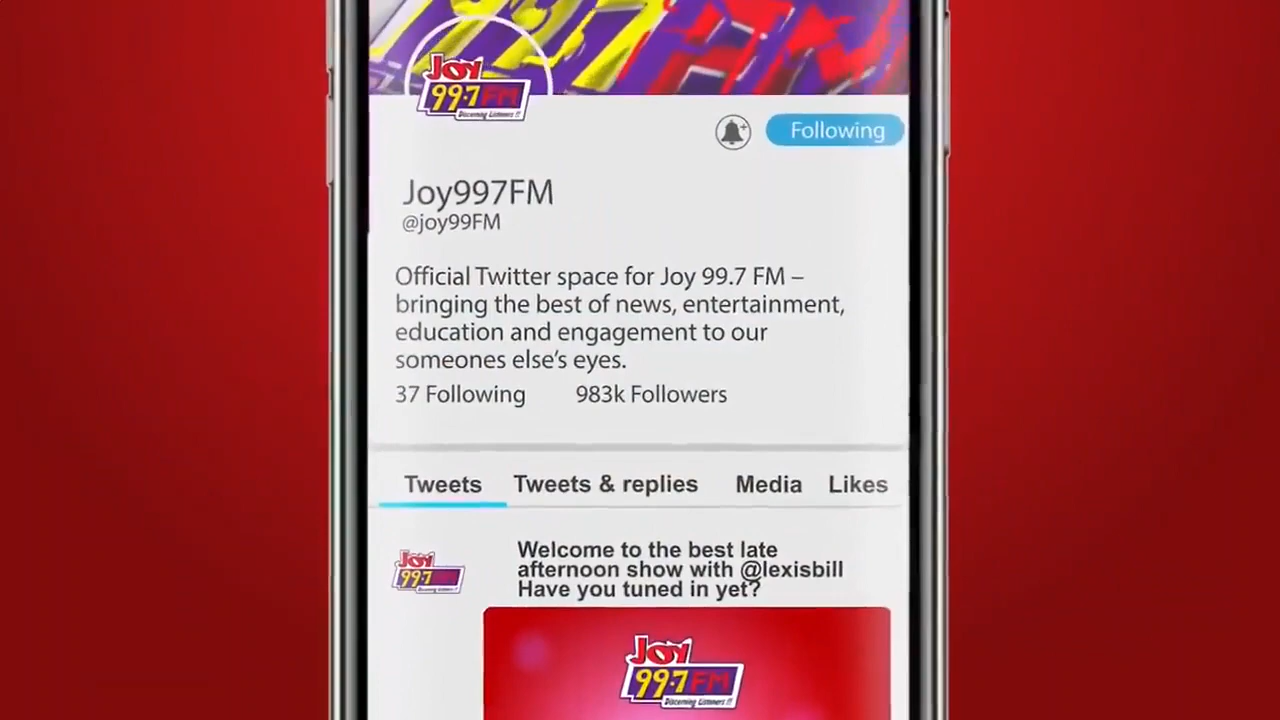 Joy
99.7 FM
Discerning Listeners !!
Following
Joy997FM
@joy99FM
Official Twitter space for Joy 99.7 FM –
bringing the best of news, entertainment,
education and engagement to our
someones else’s eyes.
37 Following 983k Followers
Tweets Tweets & replies Media Likes
Joy
99.7
Welcome to the best late
afternoon show with @lexisbill
Have you tuned in yet?
Joy
99.7 FM
Discerning Listeners !!